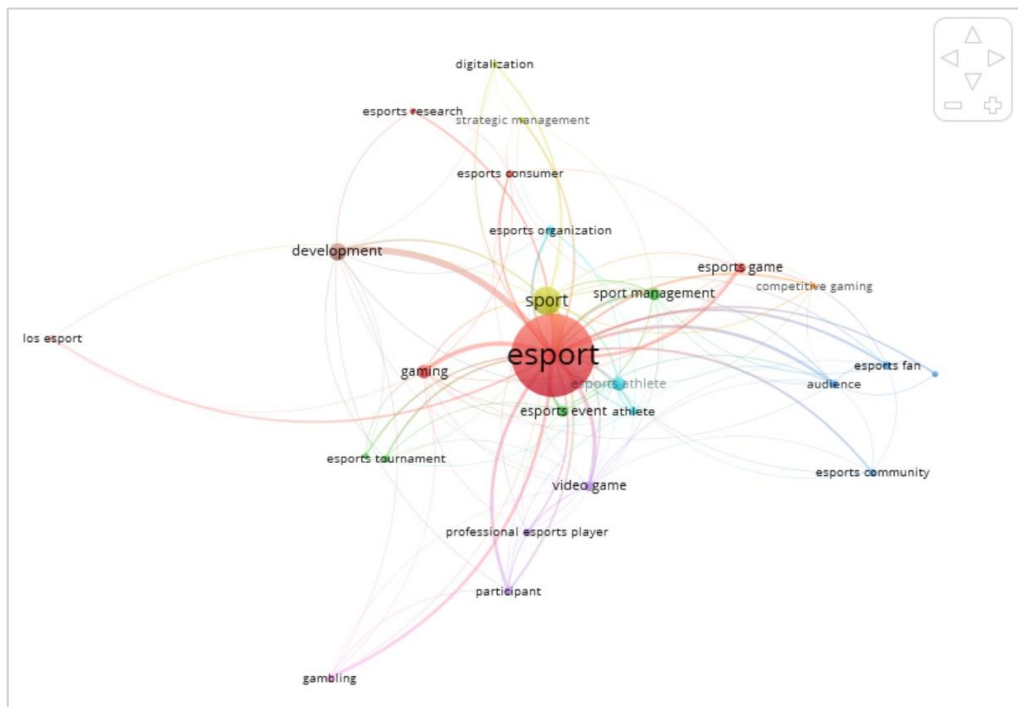 digitalization
esports research
strategic management
esports consumer
esports organization
development
esports game
competitive gaming
sport management
sport
los esport
esport
esports fan
gaming
esports athlete
audience
esports event
athlete
esports tournament
esports community
video game
professional esports player
participant
gambling